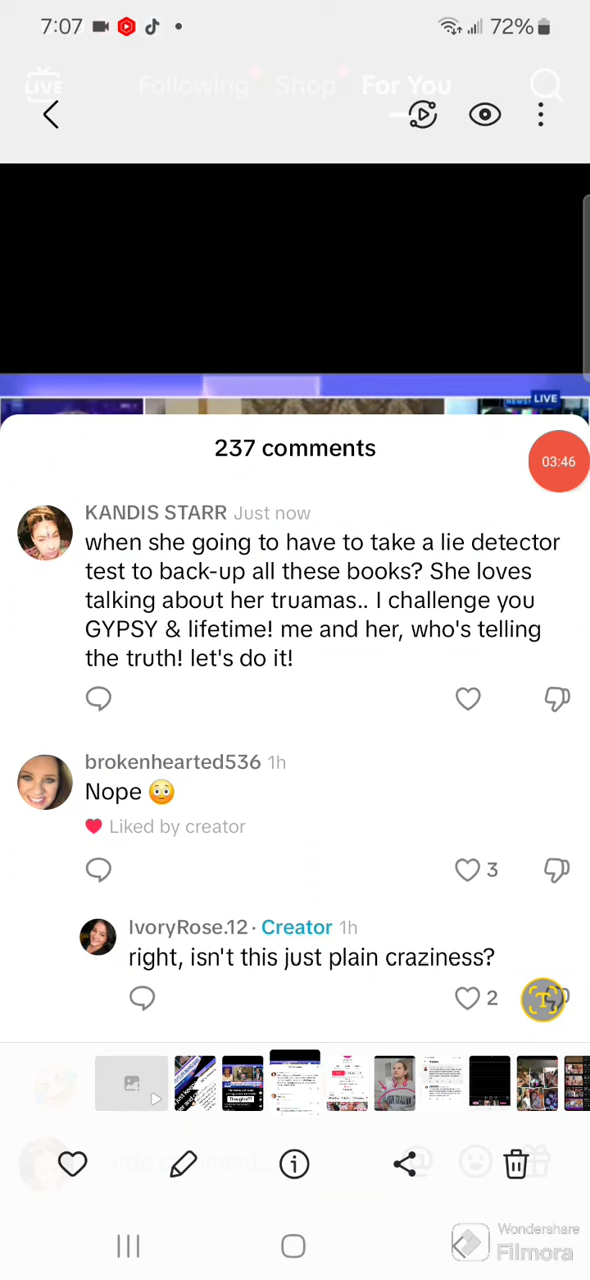 7:07
72%
LIVE
Following Shop For You
LIVE
237 comments
03:46
KANDIS STARR Just now
when she going to have to take a lie detector
test to back-up all these books? She loves
talking about her truamas.. I challenge you
GYPSY & lifetime! me and her, who's telling
the truth! let's do it!
brokenhearted536 1h
Nope 😳
Liked by creator
3
IvoryRose.12 · Creator 1h
right, isn't this just plain craziness?
2
T
Wondershare
Filmora